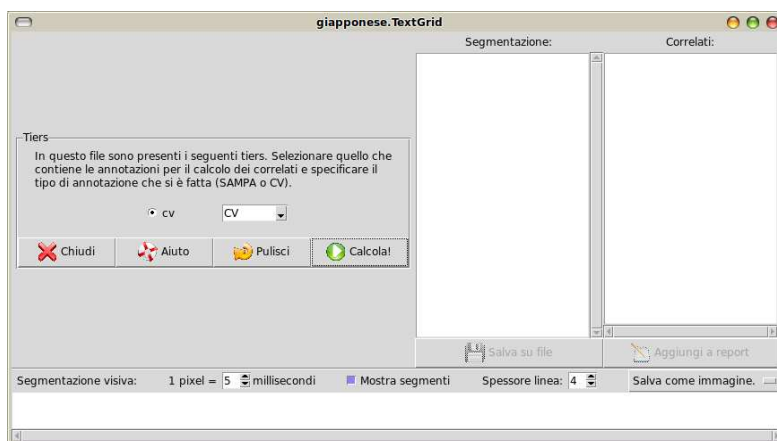 giapponese.TextGrid
Segmentazione:
Correlati:
Tiers
In questo file sono presenti i seguenti tiers. Selezionare quello che
contiene le annotazioni per il calcolo dei correlati e specificare il
tipo di annotazione che si è fatta (SAMPA o CV).
cv CV
Chiudi Aiuto Pulisci Calcola!
Salva su file Aggiungi a report
Segmentazione visiva: 1 pixel = 5 millisecondi Mostra segmenti Spessore linea: 4 Salva come immagine.